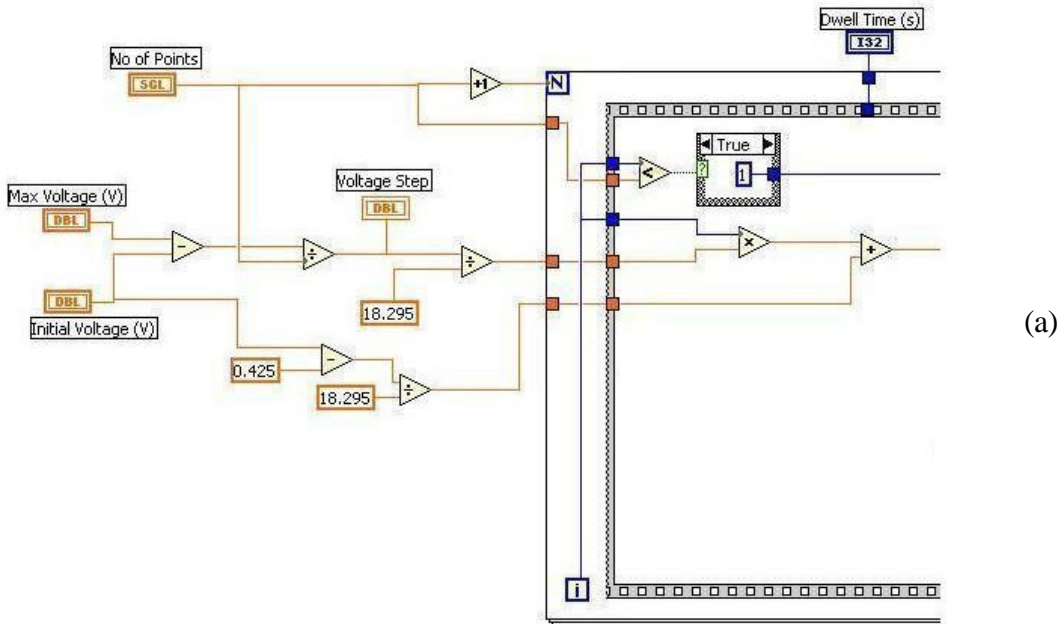 Dwell Time (s)
I32
No of Points
SGL
+1
N
True
<
?
1
Voltage Step
DBL
Max Voltage (V)
DBL
-
÷
÷
x
+
18.295
DBL
Initial Voltage (V)
(a)
-
0.425
18.295
÷
i